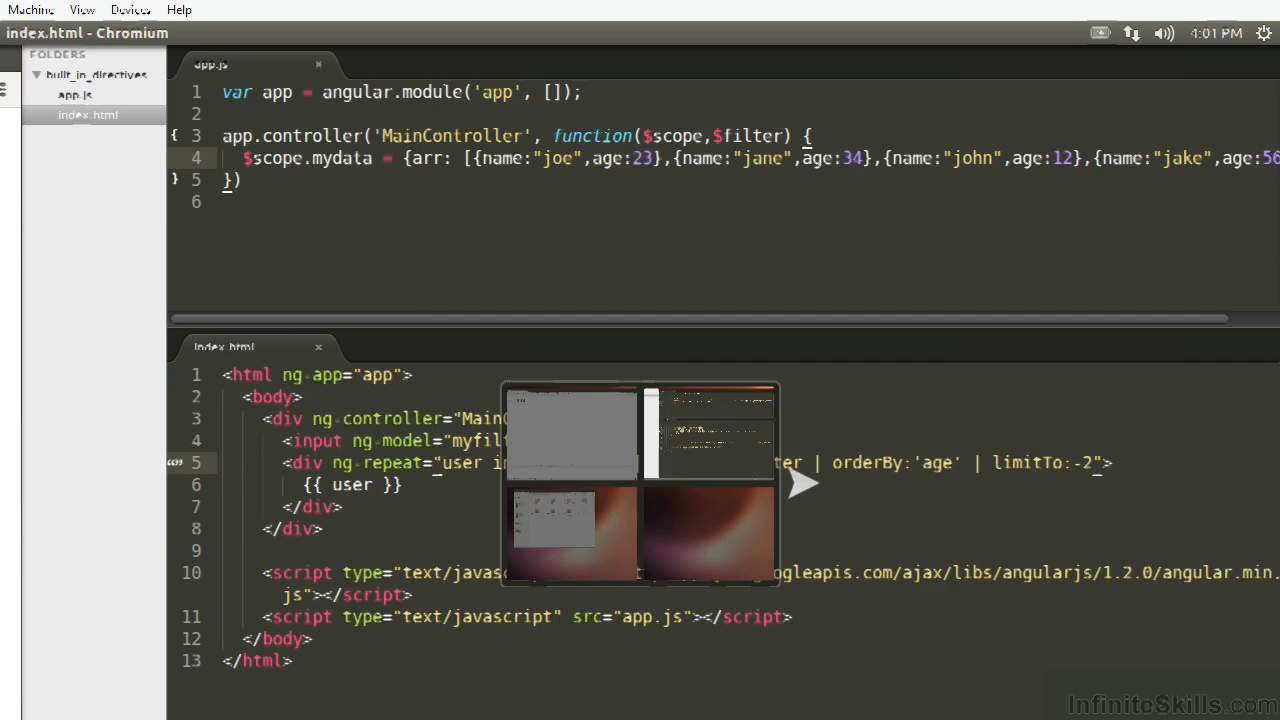 Machine View Devices Help
index.html - Chromium
4:01 PM
FOLDERS
built_in_directives
app.js
index.html
app.js
1 var app = angular.module('app', []);
2
3 app.controller('MainController', function($scope,$filter) {
4 $scope.mydata = {arr: [{name:"joe",age:23},{name:"jane",age:34},{name:"john",age:12},{name:"jake",age:56
5 })
6
index.html
1 <html ng-app="app">
2 <body>
3 <div ng-controller="Main
4 <input ng-model="myfilt
5 <div ng-repeat="user in ter | orderBy:'age' | limitTo:-2">
6 {{ user }}
7 </div>
8 </div>
9
10 <script type="text/javasc ogleapis.com/ajax/libs/angularjs/1.2.0/angular.min.
js"></script>
11 <script type="text/javascript" src="app.js"></script>
12 </body>
13 </html>
InfiniteSkills.com